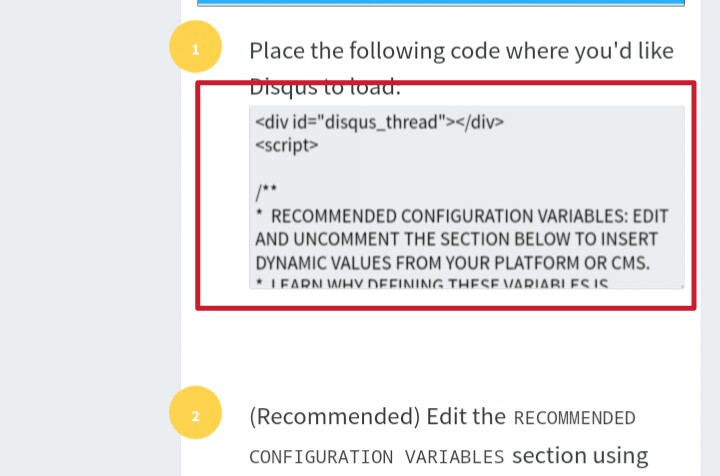 1
Place the following code where you'd like
Disqus to load:
<div id="disqus_thread"></div>
<script>
/**
* RECOMMENDED CONFIGURATION VARIABLES: EDIT
AND UNCOMMENT THE SECTION BELOW TO INSERT
DYNAMIC VALUES FROM YOUR PLATFORM OR CMS.
* LEARN WHY DEFINING THESE VARIABLES IS
2
(Recommended) Edit the RECOMMENDED
CONFIGURATION VARIABLES section using